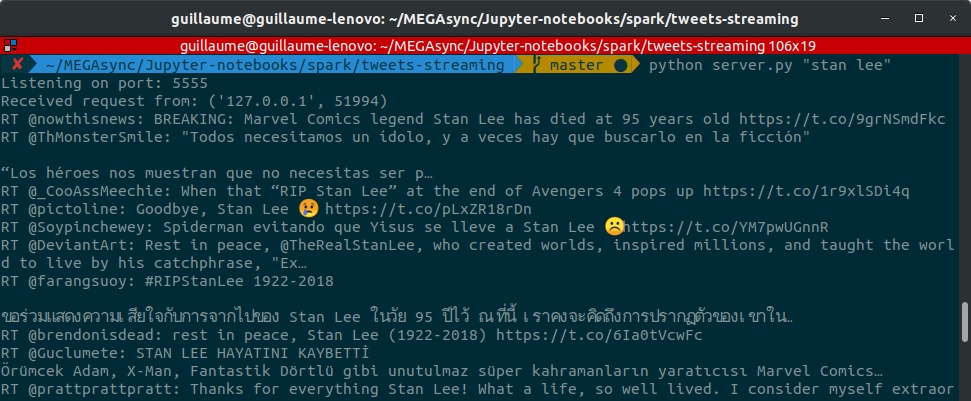 guillaume@guillaume-lenovo: ~/MEGAsync/Jupyter-notebooks/spark/tweets-streaming
guillaume@guillaume-lenovo: ~/MEGAsync/Jupyter-notebooks/spark/tweets-streaming 106x19
✘ ~/MEGAsync/Jupyter-notebooks/spark/tweets-streaming master ● python server.py "stan lee"
Listening on port: 5555
Received request from: ('127.0.0.1', 51994)
RT @nowthisnews: BREAKING: Marvel Comics legend Stan Lee has died at 95 years old https://t.co/9grNSmdFkc
RT @ThMonsterSmile: "Todos necesitamos un ídolo, y a veces hay que buscarlo en la ficción"
“Los héroes nos muestran que no necesitas ser p…
RT @_CooAssMeechie: When that “RIP Stan Lee” at the end of Avengers 4 pops up https://t.co/1r9xlSDi4q
RT @pictoline: Goodbye, Stan Lee 😢 https://t.co/pLxZR18rDn
RT @Soypinchewey: Spiderman evitando que Yisus se lleve a Stan Lee ☹️https://t.co/YM7pwUGnnR
RT @DeviantArt: Rest in peace, @TheRealStanLee, who created worlds, inspired millions, and taught the worl
d to live by his catchphrase, "Ex…
RT @farangsuoy: #RIPStanLee 1922-2018
ขอร่วมแสดงความเสียใจกับการจากไปของ Stan Lee ในวัย 95 ปีไว้ ณ ที่นี้ เราคงจะคิดถึงการปรากฏตัวของเขาใน…
RT @brendonisdead: rest in peace, Stan Lee (1922-2018) https://t.co/6Ia0tVcwFc
RT @Guclumete: STAN LEE HAYATINI KAYBETTİ
Örümcek Adam, X-Man, Fantastik Dörtlü gibi unutulmaz süper kahramanların yaratıcısı Marvel Comics…
RT @prattprattpratt: Thanks for everything Stan Lee! What a life, so well lived. I consider myself extraor